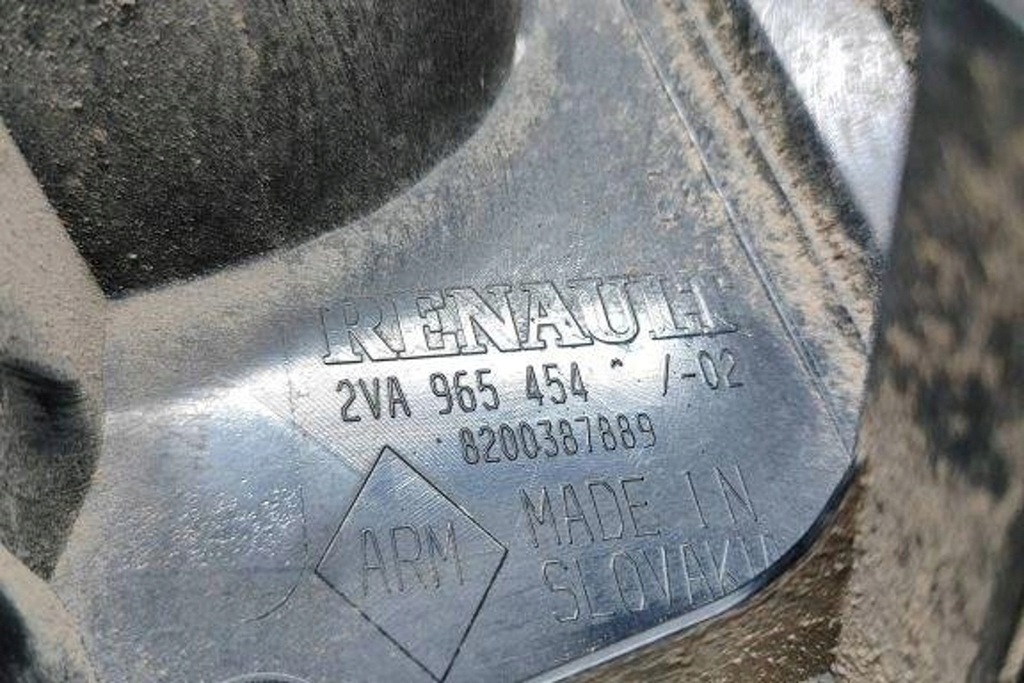 RENAULT
2VA 965 454 /-02
8200387889
ARM
MADE IN
SLOVAKIA